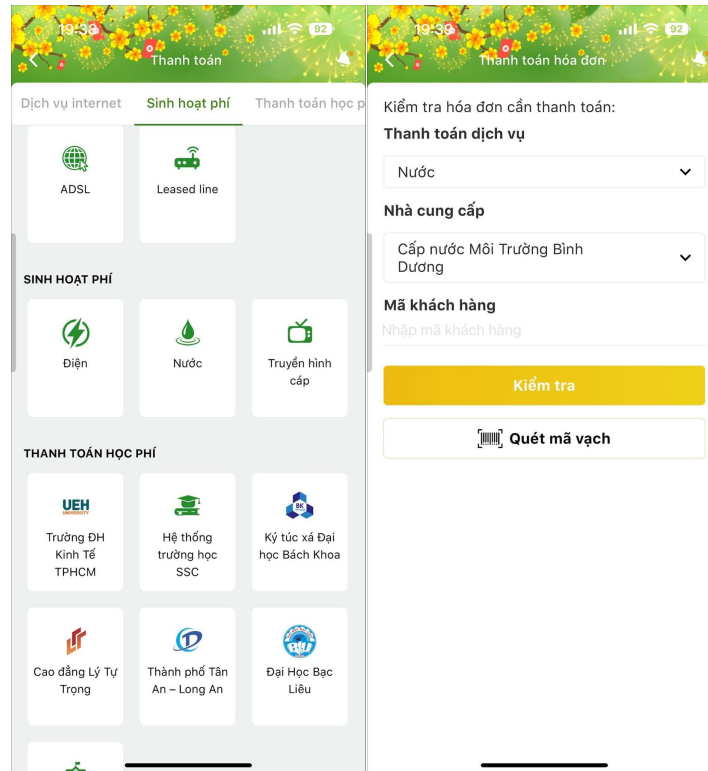 19:38
92
Thanh toán
Dịch vụ internet
Sinh hoạt phí
Thanh toán học p
ADSL
Leased line
SINH HOẠT PHÍ
Điện
Nước
Truyền hình
cáp
THANH TOÁN HỌC PHÍ
UEH
UNIVERSITY
Trường ĐH
Kinh Tế
TPHCM
Hệ thống
trường học
SSC
BK
Ký túc xá Đại
học Bách Khoa
Cao đẳng Lý Tự
Trọng
Thành phố Tân
An – Long An
BLU
Đại Học Bạc
Liêu
19:39
92
Thanh toán hóa đơn
Kiểm tra hóa đơn cần thanh toán:
Thanh toán dịch vụ
Nước
Nhà cung cấp
Cấp nước Môi Trường Bình
Dương
Mã khách hàng
Nhập mã khách hàng
Kiểm tra
Quét mã vạch